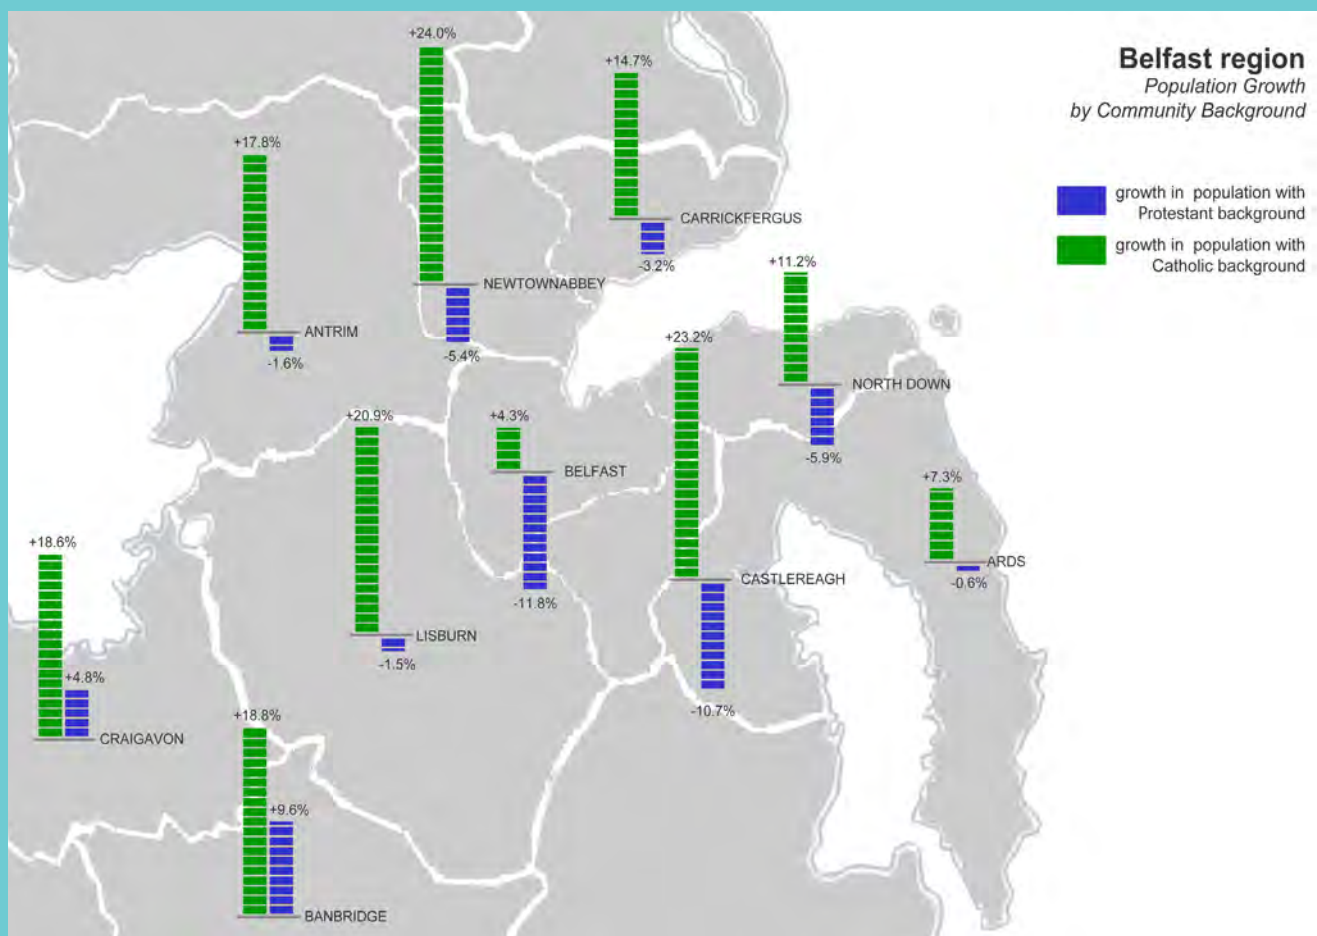 Belfast region
Population Growth
by Community Background
growth in population with
Protestant background
growth in population with
Catholic background
+24.0%
NEWTOWNABBEY
-5.4%
+14.7%
CARRICKFERGUS
-3.2%
+17.8%
ANTRIM
-1.6%
+11.2%
NORTH DOWN
-5.9%
+23.2%
CASTLEREAGH
-10.7%
+20.9%
LISBURN
-1.5%
+4.3%
BELFAST
-11.8%
+7.3%
ARDS
-0.6%
+18.6%
+4.8%
CRAIGAVON
+18.8%
+9.6%
BANBRIDGE